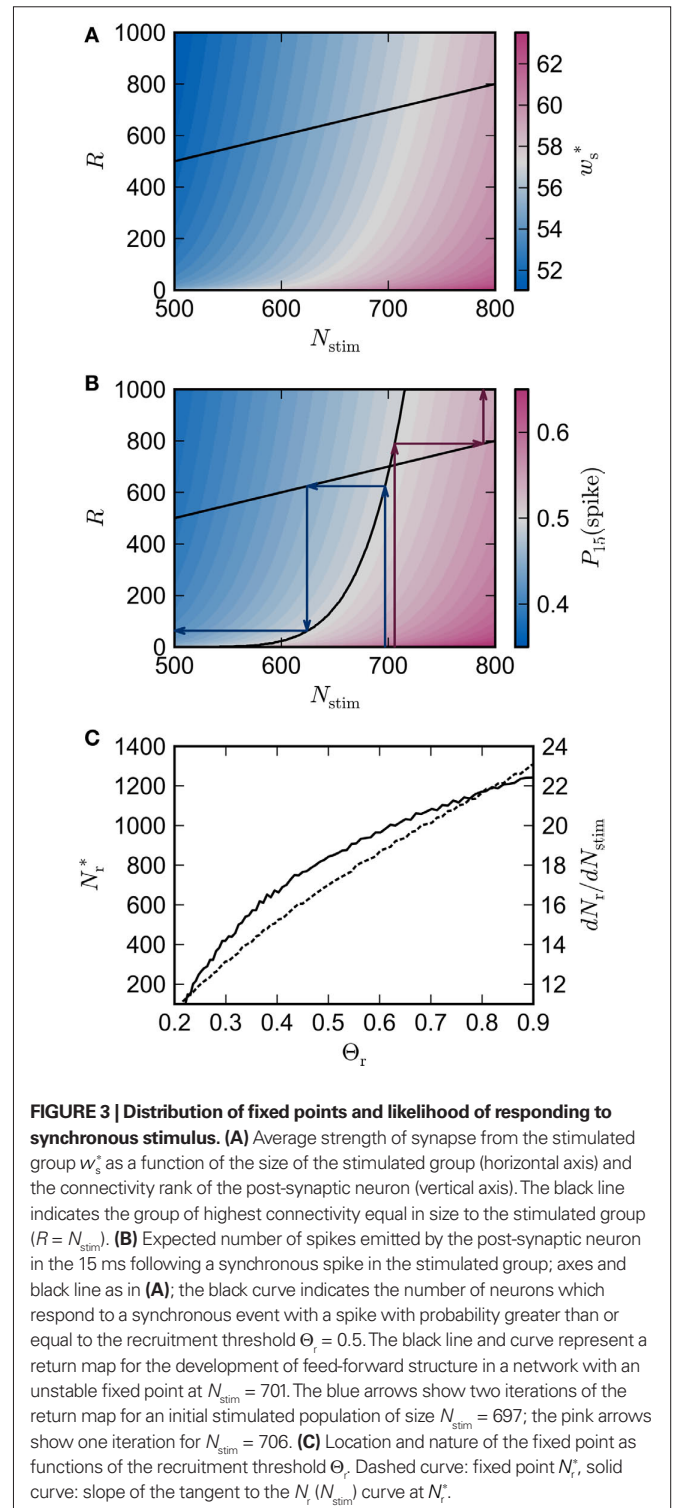 A
1000
800
600
400
200
0
R
500
600
700
800
N_stim
62
60
58
56
54
52
w_s^*
B
1000
800
600
400
200
0
R
500
600
700
800
N_stim
0.6
0.5
0.4
P_15(spike)
C
1400
1200
1000
800
600
400
200
N_r^*
24
22
20
18
16
14
12
dN_r/dN_stim
0.2
0.3
0.4
0.5
0.6
0.7
0.8
0.9
Θ_r
FIGURE 3 | Distribution of fixed points and likelihood of responding to
synchronous stimulus. (A) Average strength of synapse from the stimulated
group w_s^* as a function of the size of the stimulated group (horizontal axis) and
the connectivity rank of the post-synaptic neuron (vertical axis). The black line
indicates the group of highest connectivity equal in size to the stimulated group
(R = N_stim). (B) Expected number of spikes emitted by the post-synaptic neuron
in the 15 ms following a synchronous spike in the stimulated group; axes and
black line as in (A); the black curve indicates the number of neurons which
respond to a synchronous event with a spike with probability greater than or
equal to the recruitment threshold Θ_r = 0.5. The black line and curve represent a
return map for the development of feed-forward structure in a network with an
unstable fixed point at N_stim = 701. The blue arrows show two iterations of the
return map for an initial stimulated population of size N_stim = 697; the pink arrows
show one iteration for N_stim = 706. (C) Location and nature of the fixed point as
functions of the recruitment threshold Θ_r. Dashed curve: fixed point N_r^*, solid
curve: slope of the tangent to the N_r (N_stim) curve at N_r^*.